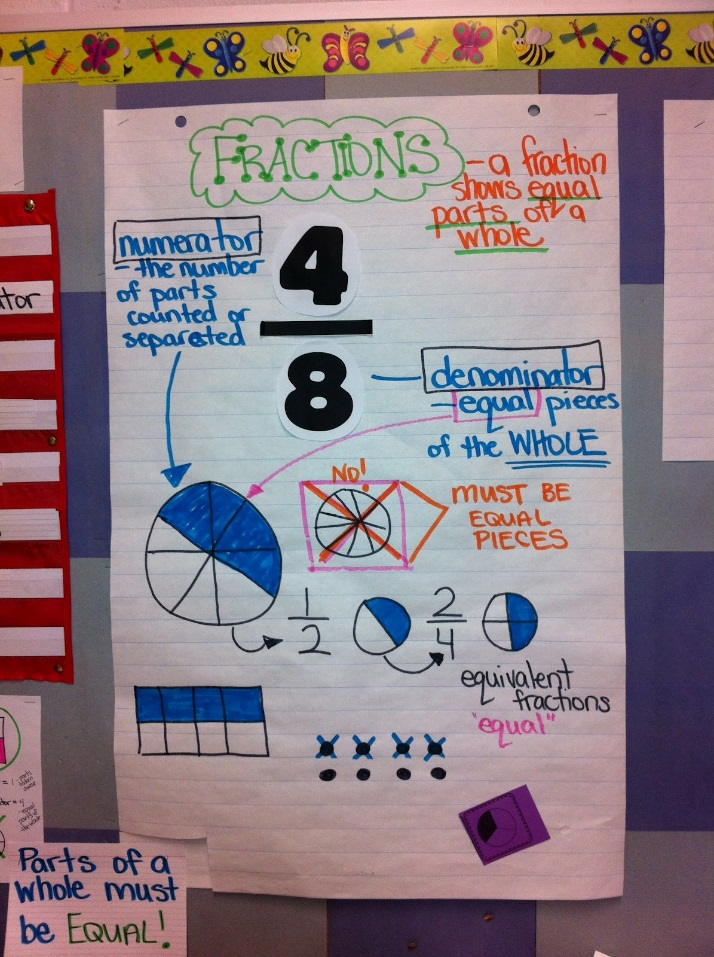 FRACTIONS
- a fraction
shows equal
parts of a
whole
numerator
- the number
of parts
counted or
separated
4
8
denominator
- equal pieces
of the WHOLE
NO!
MUST BE
EQUAL
PIECES
1
2
2
4
equivalent
fractions
"equal"
tor
Parts of a
whole must
be EQUAL!